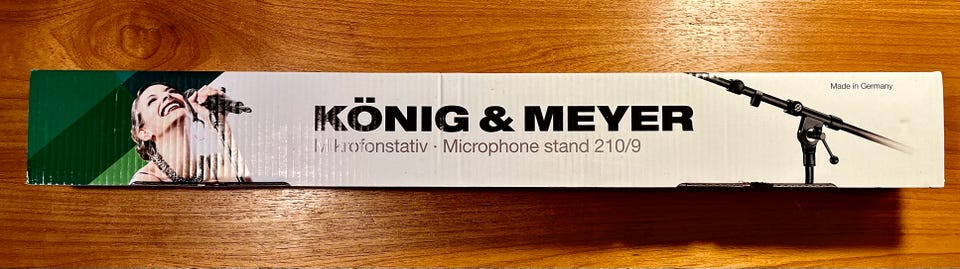 KÖNIG & MEYER
Mikrofonstativ · Microphone stand 210/9
Made in Germany